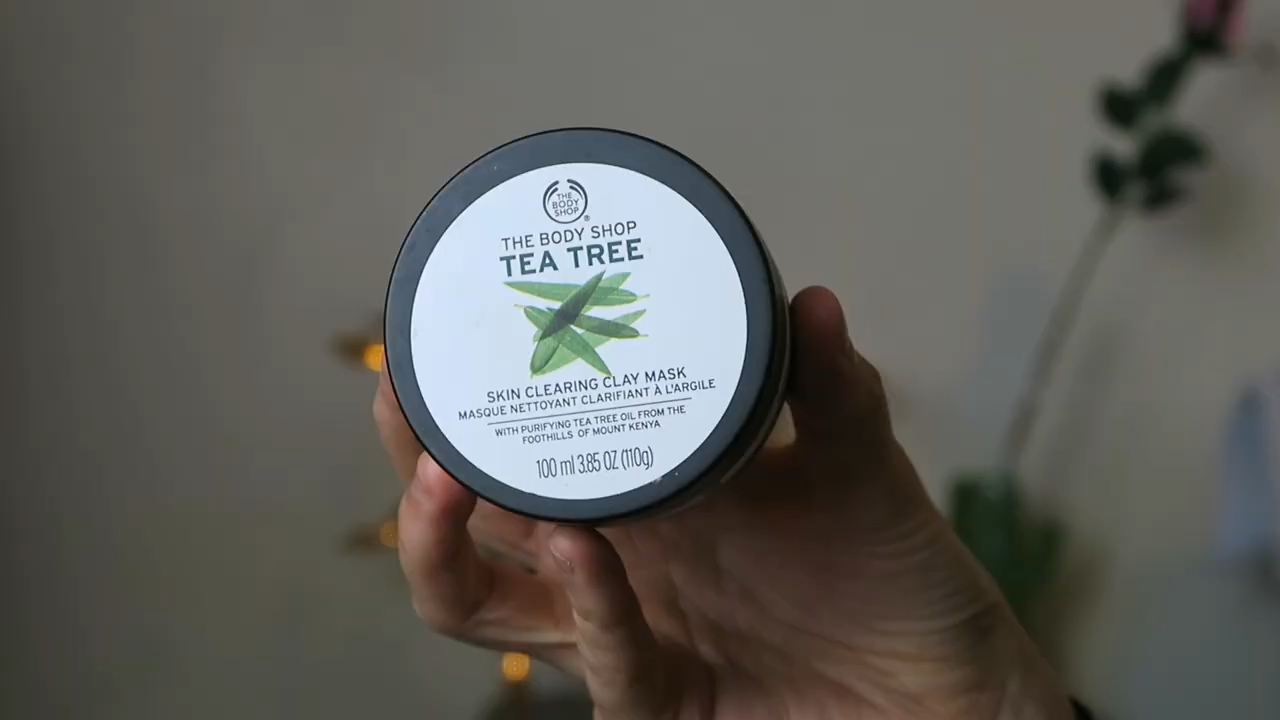 THE
BODY
SHOP
®
THE BODY SHOP
TEA TREE
SKIN CLEARING CLAY MASK
MASQUE NETTOYANT CLARIFIANT À L'ARGILE
WITH PURIFYING TEA TREE OIL FROM THE
FOOTHILLS OF MOUNT KENYA
100 ml 3.85 OZ (110g)